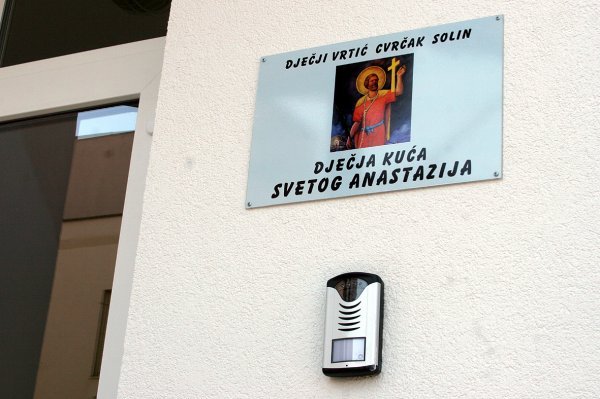 DJEČJI VRTIĆ CVRČAK SOLIN
DJEČJA KUĆA
SVETOG ANASTAZIJA